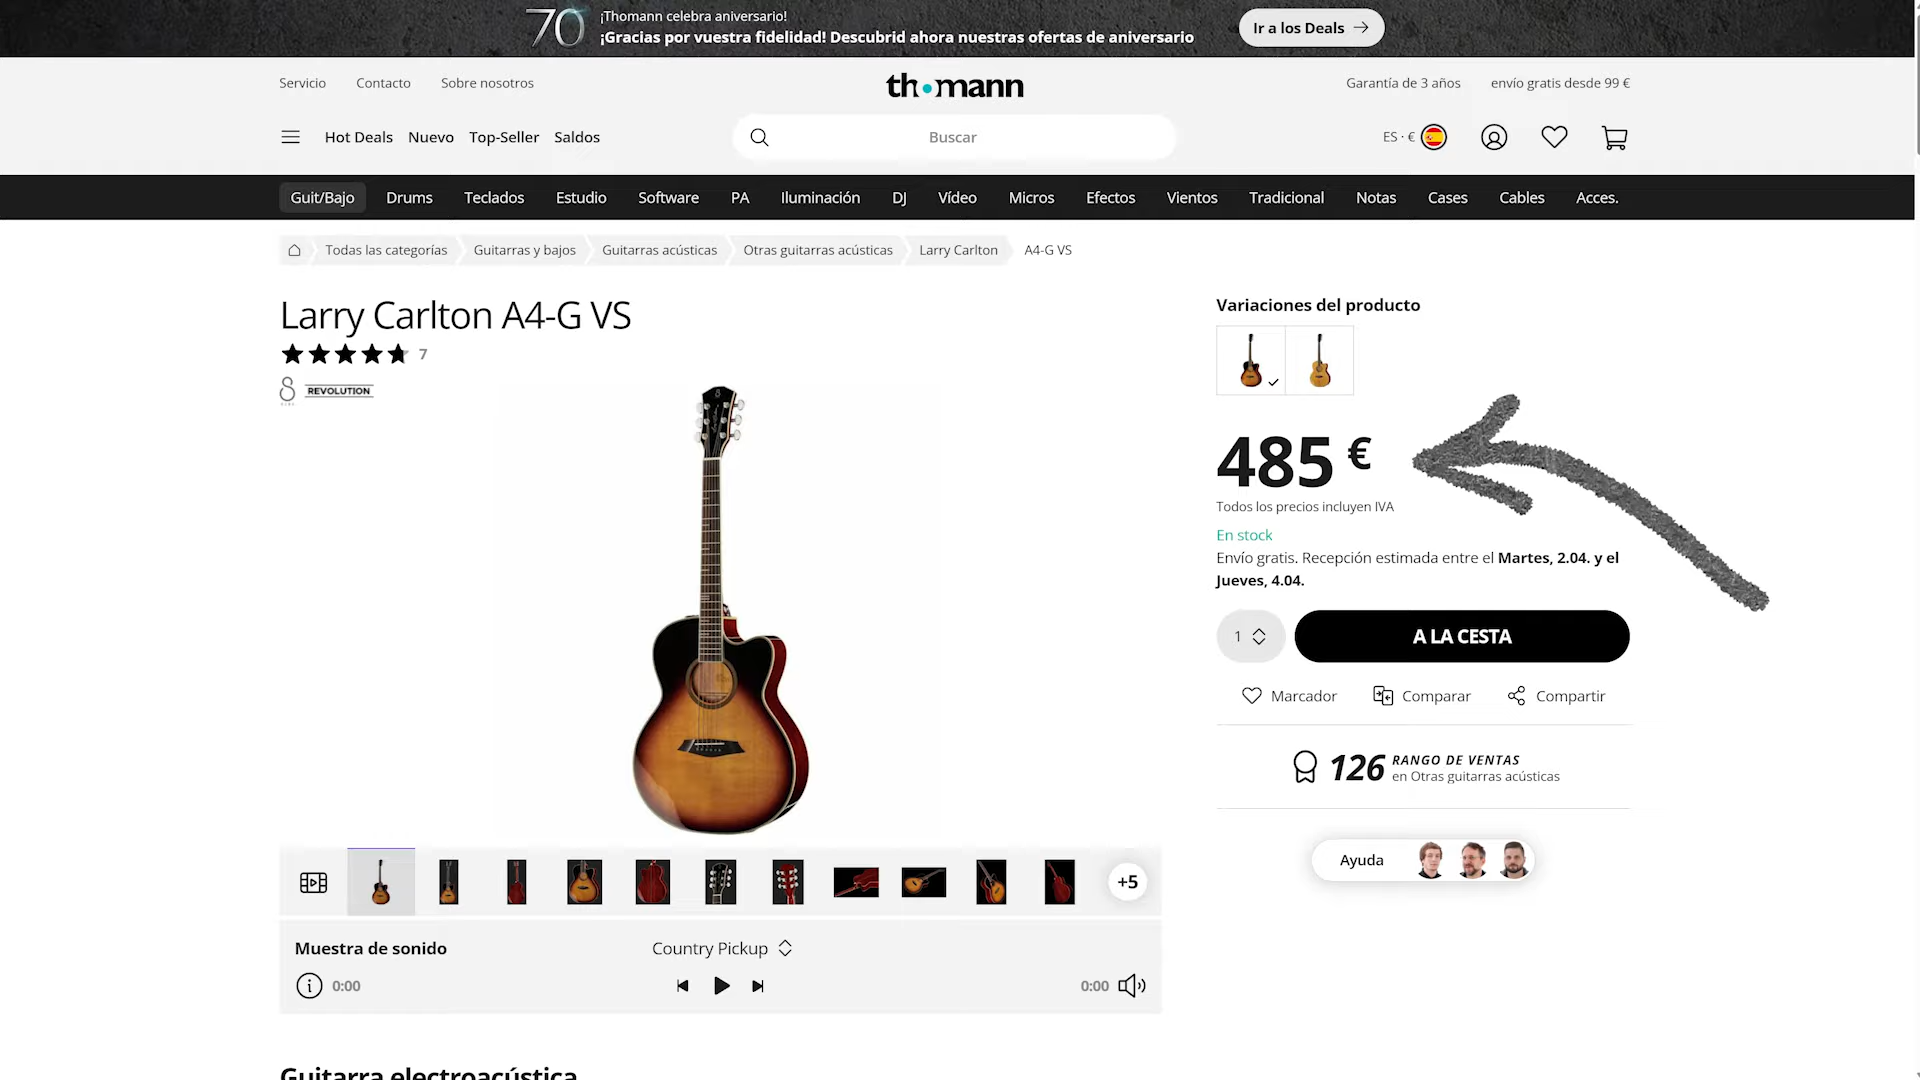 70
¡Thomann celebra aniversario!
¡Gracias por vuestra fidelidad! Descubrid ahora nuestras ofertas de aniversario
Ir a los Deals
Servicio Contacto Sobre nosotros
th•mann
Garantía de 3 años envío gratis desde 99 €
Hot Deals Nuevo Top-Seller Saldos
Buscar
ES · €
Guit/Bajo Drums Teclados Estudio Software PA Iluminación DJ Vídeo Micros Efectos Vientos Tradicional Notas Cases Cables Acces.
Todas las categorías Guitarras y bajos Guitarras acústicas Otras guitarras acústicas Larry Carlton A4-G VS
Larry Carlton A4-G VS
7
REVOLUTION
Variaciones del producto
485 €
Todos los precios incluyen IVA
En stock
Envío gratis. Recepción estimada entre el Martes, 2.04. y el
Jueves, 4.04.
1
A LA CESTA
Marcador Comparar Compartir
126 RANGO DE VENTAS
en Otras guitarras acústicas
Ayuda
+5
Muestra de sonido
Country Pickup
0:00
0:00
Guitarra electroacústica